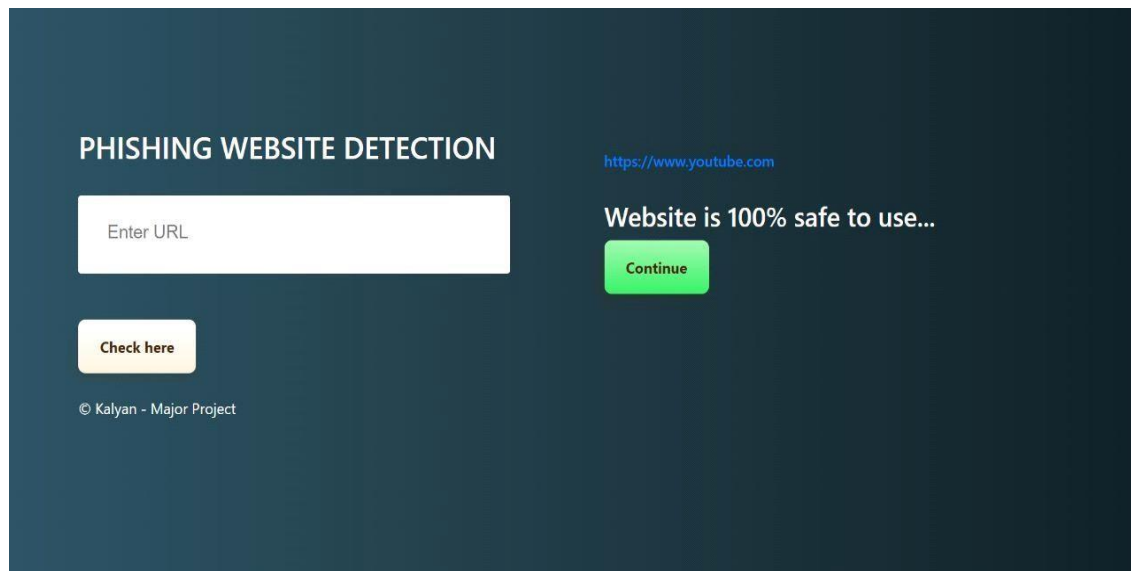 PHISHING WEBSITE DETECTION
Enter URL
Check here
© Kalyan - Major Project
https://www.youtube.com
Website is 100% safe to use...
Continue